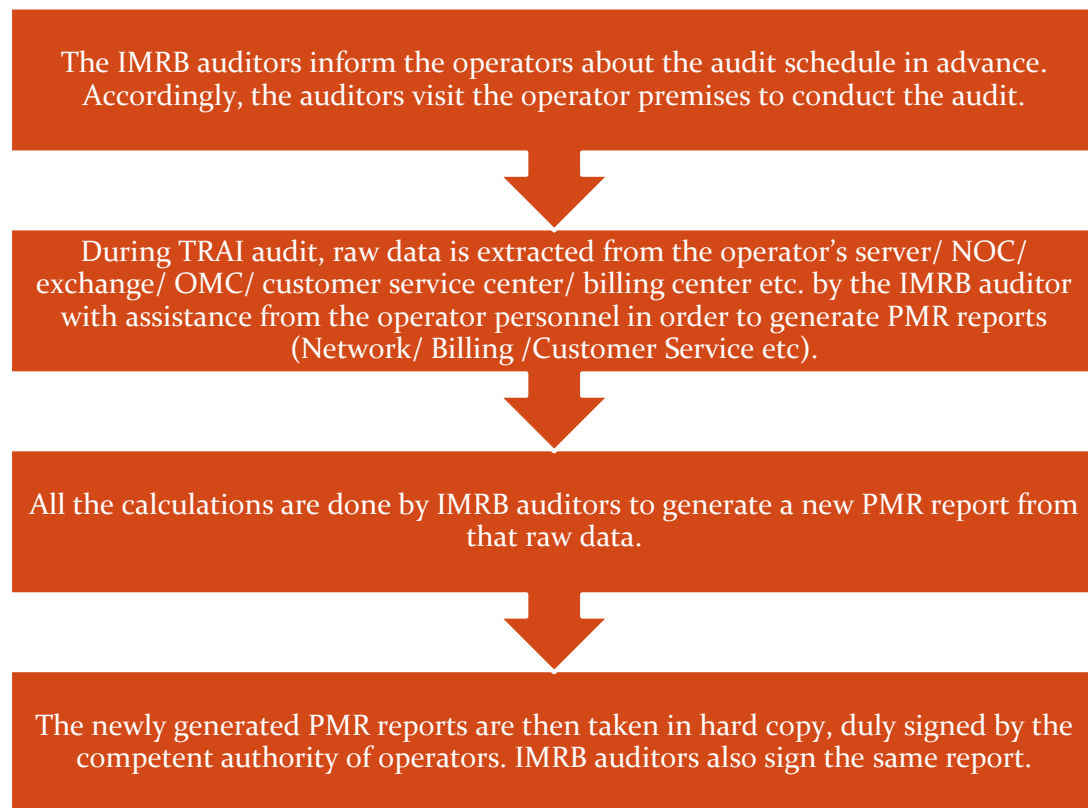 The IMRB auditors inform the operators about the audit schedule in advance.
Accordingly, the auditors visit the operator premises to conduct the audit.
During TRAI audit, raw data is extracted from the operator’s server/ NOC/
exchange/ OMC/ customer service center/ billing center etc. by the IMRB auditor
with assistance from the operator personnel in order to generate PMR reports
(Network/ Billing /Customer Service etc).
All the calculations are done by IMRB auditors to generate a new PMR report from
that raw data.
The newly generated PMR reports are then taken in hard copy, duly signed by the
competent authority of operators. IMRB auditors also sign the same report.